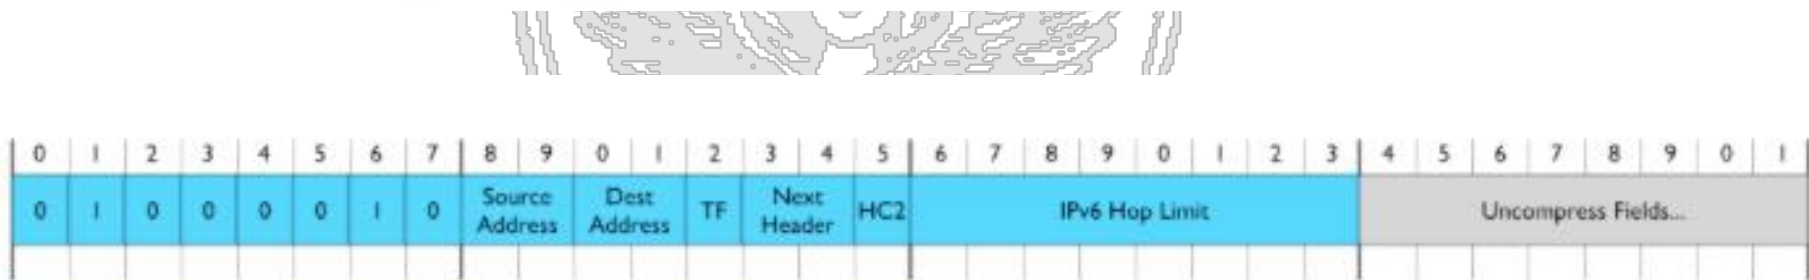 0 1 2 3 4 5 6 7 8 9 0 1 2 3 4 5 6 7 8 9 0 1 2 3 4 5 6 7 8 9 0 1
0 1 0 0 0 0 1 0 Source Address Dest Address TF Next Header HC2 IPv6 Hop Limit Uncompress Fields...